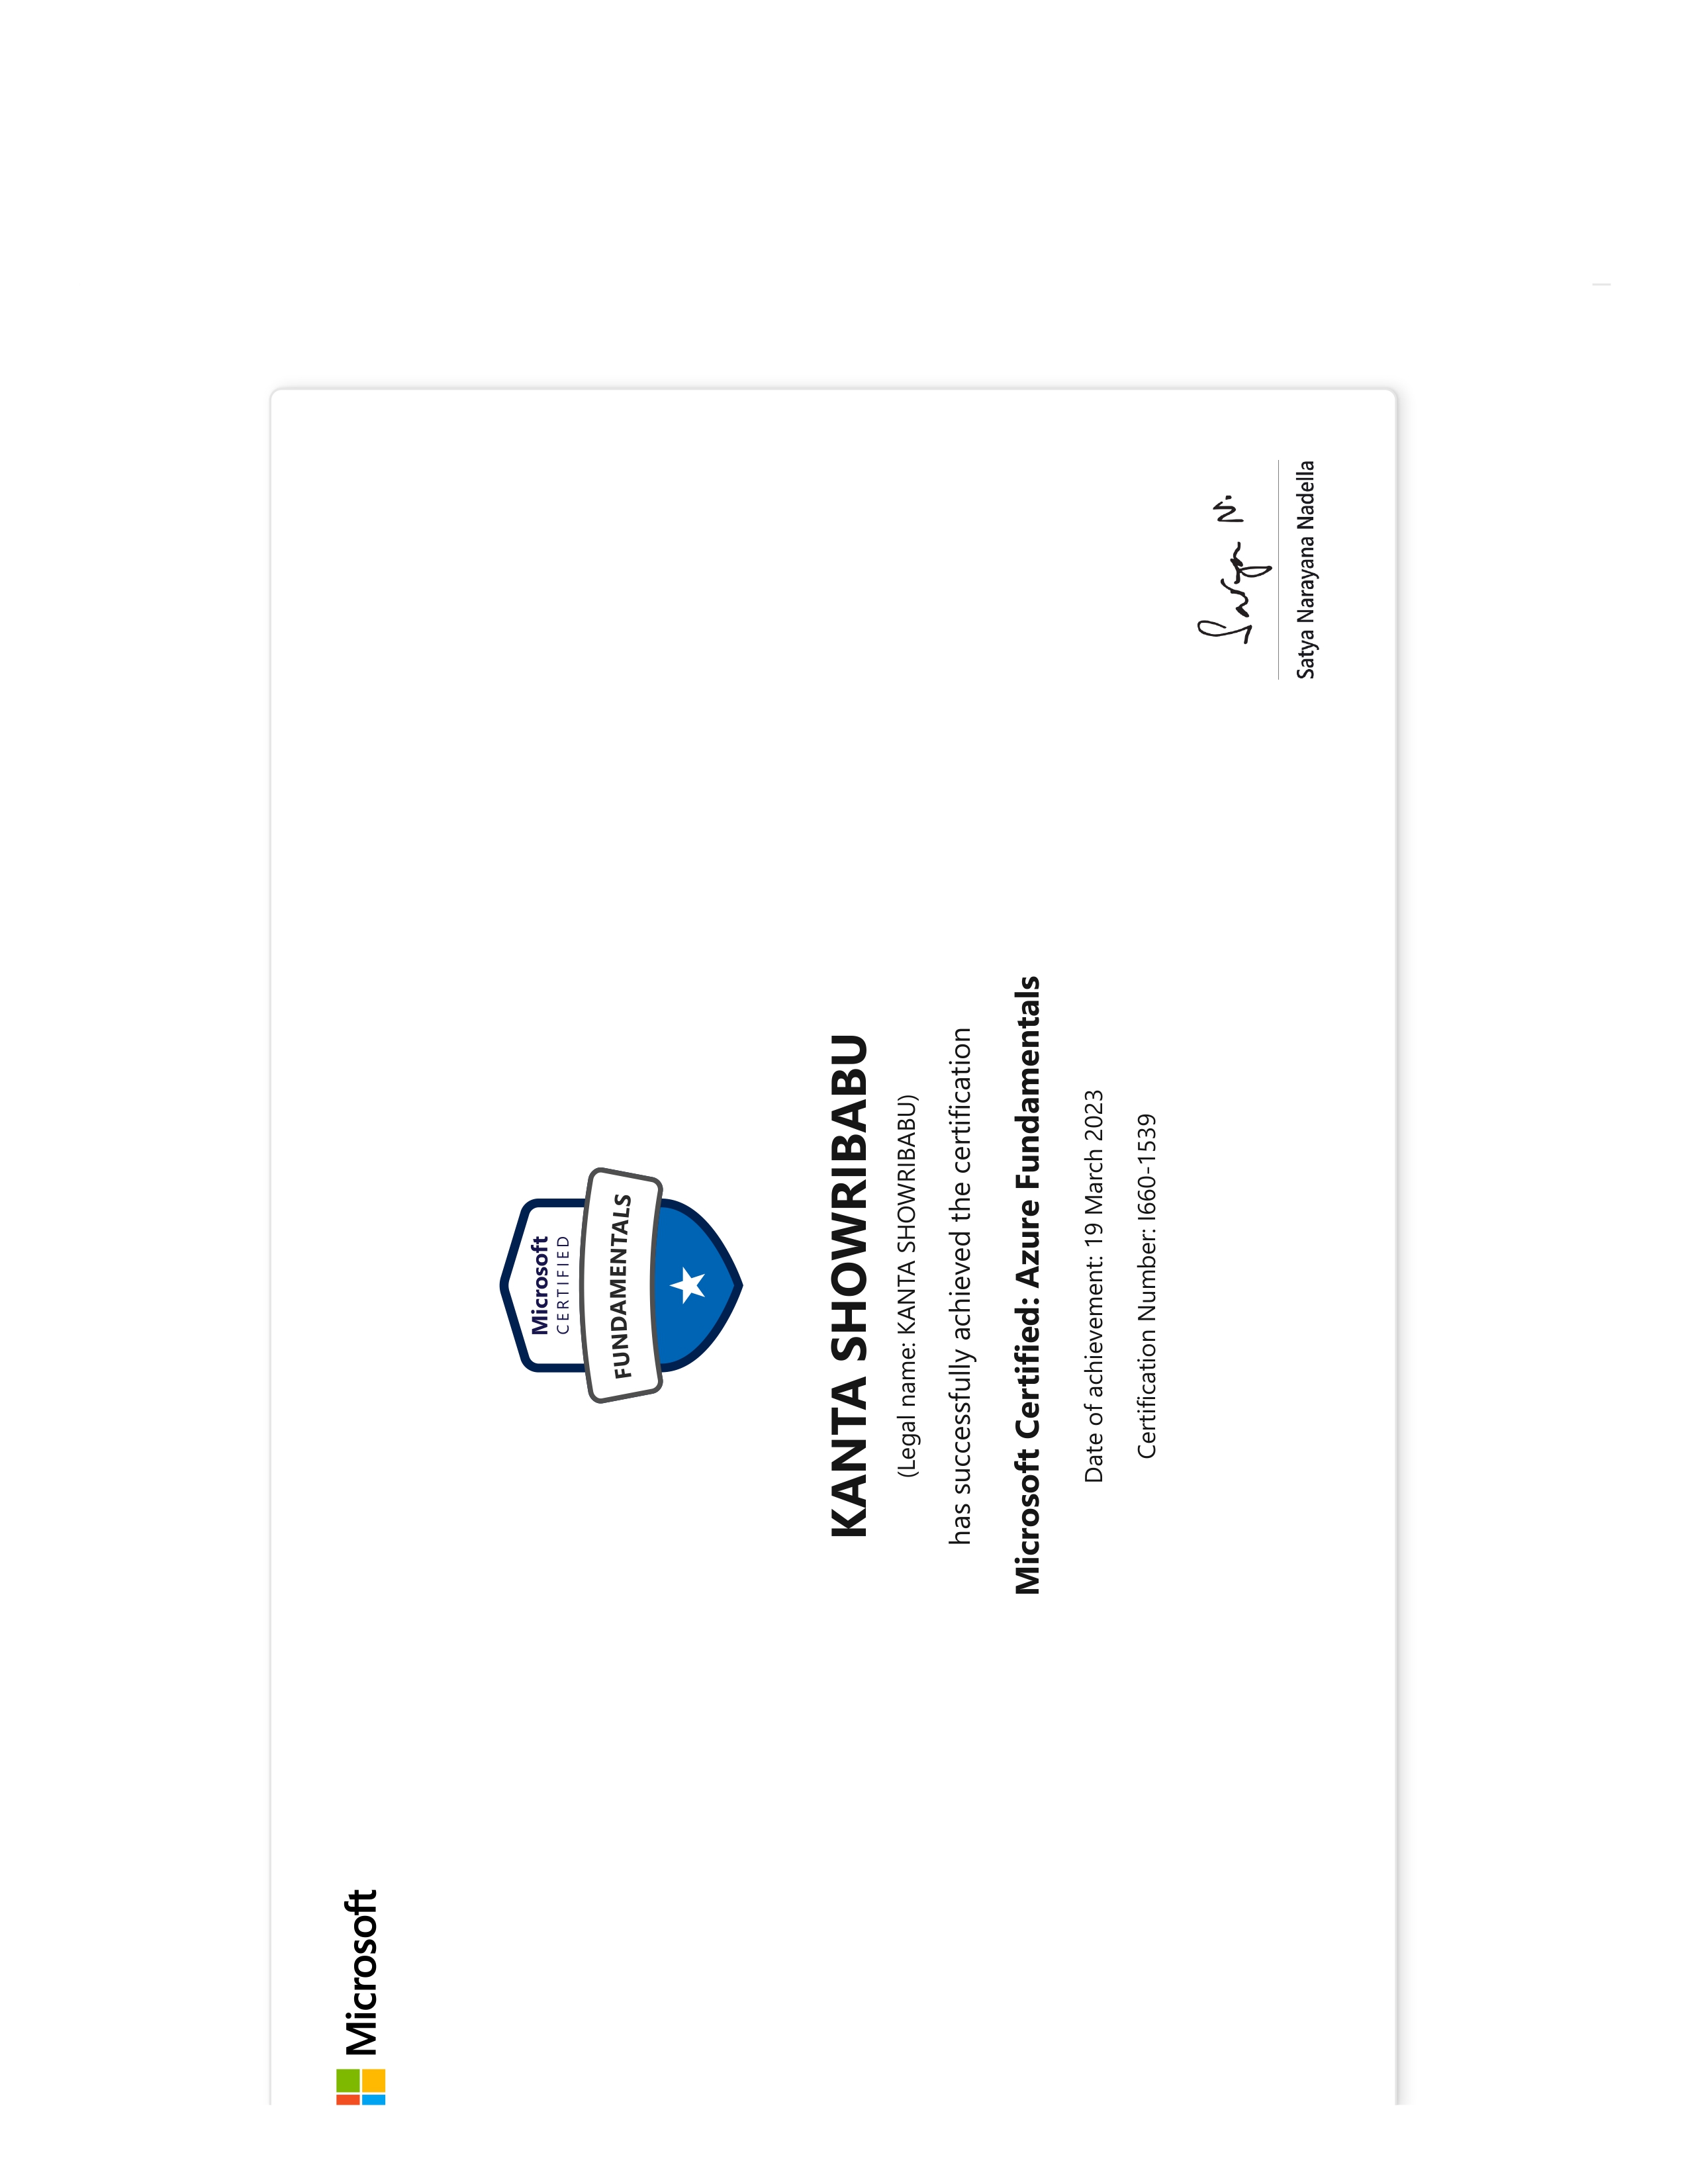 Microsoft
Microsoft
CERTIFIED
FUNDAMENTALS
KANTA SHOWRIBABU
(Legal name: KANTA SHOWRIBABU)
has successfully achieved the certification
Microsoft Certified: Azure Fundamentals
Date of achievement: 19 March 2023
Certification Number: I660-1539
Satya N.
Satya Narayana Nadella